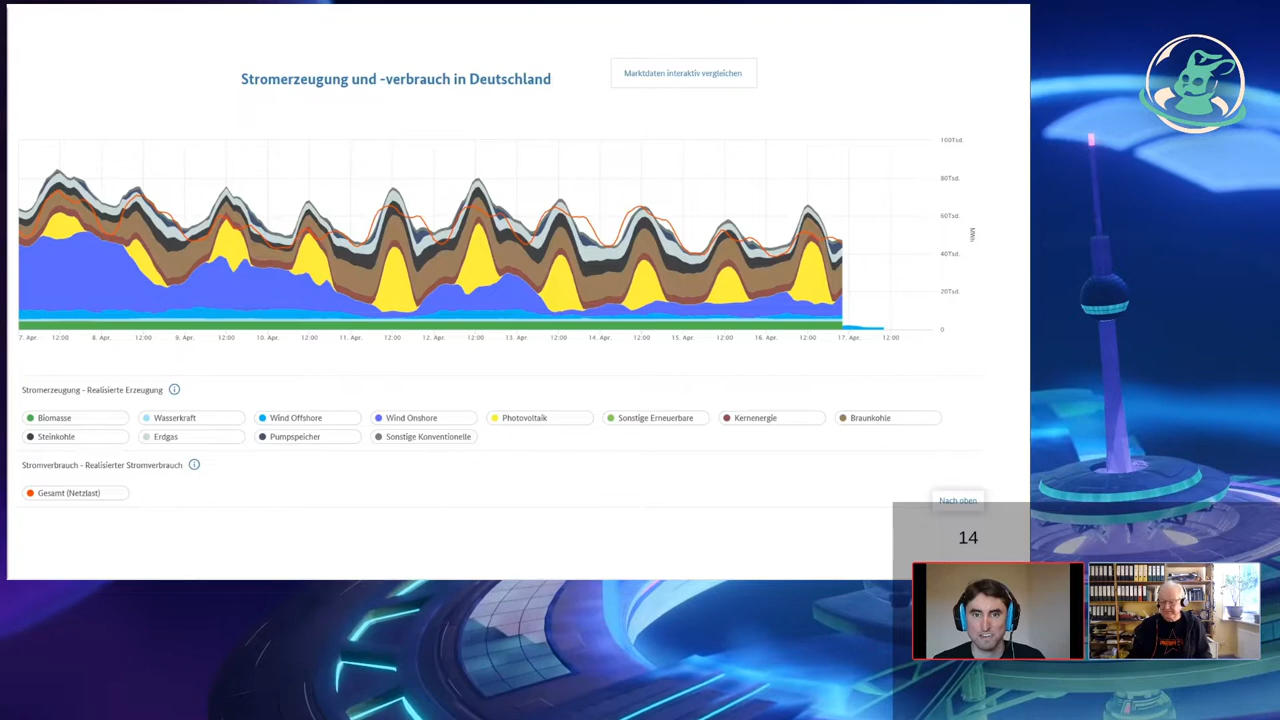 Stromerzeugung und -verbrauch in Deutschland
Marktdaten interaktiv vergleichen
100Tsd.
80Tsd.
60Tsd.
40Tsd.
20Tsd.
0
MWh
7. Apr. 12:00 8. Apr. 12:00 9. Apr. 12:00 10. Apr. 12:00 11. Apr. 12:00 12. Apr. 12:00 13. Apr. 12:00 14. Apr. 12:00 15. Apr. 12:00 16. Apr. 12:00 17. Apr. 12:00
Stromerzeugung - Realisierte Erzeugung
Biomasse Wasserkraft Wind Offshore Wind Onshore Photovoltaik Sonstige Erneuerbare Kernenergie Braunkohle
Steinkohle Erdgas Pumpspeicher Sonstige Konventionelle
Stromverbrauch - Realisierter Stromverbrauch
Gesamt (Netzlast)
Nach oben
14